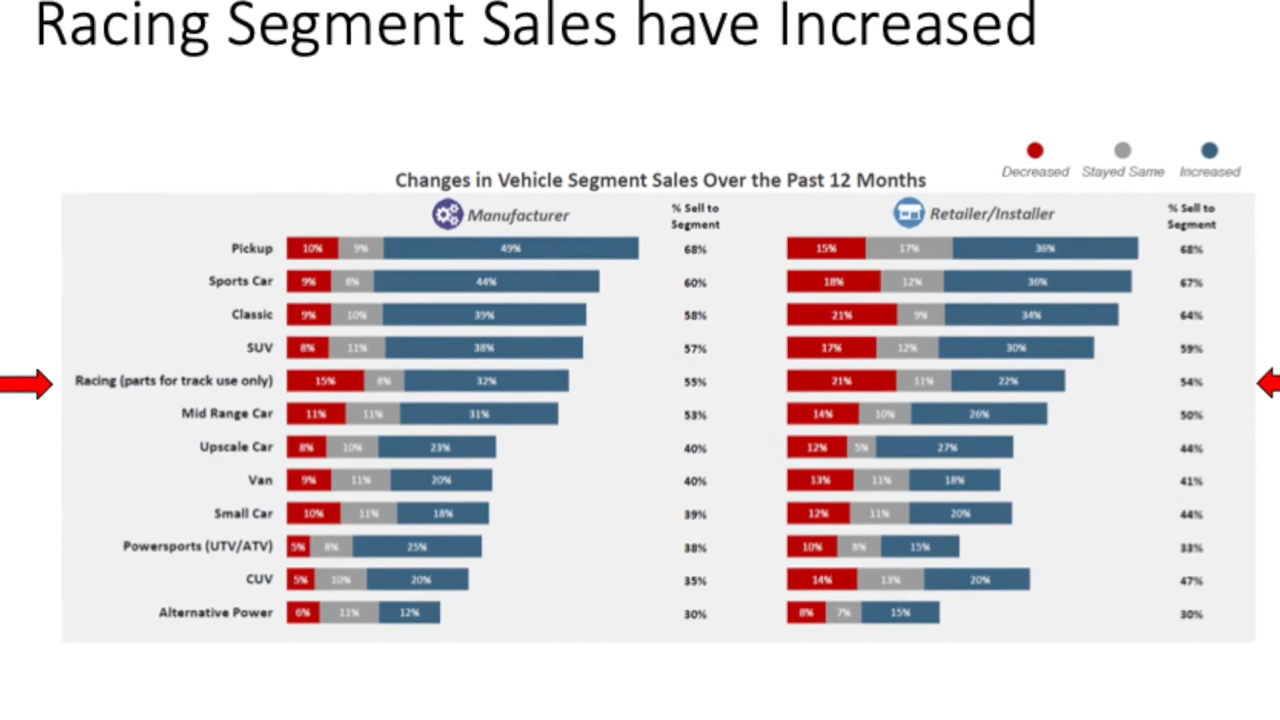 Racing Segment Sales have Increased
Decreased Stayed Same Increased
Changes in Vehicle Segment Sales Over the Past 12 Months
Manufacturer % Sell to Segment Retailer/Installer % Sell to Segment
Pickup 10% 9% 49% 68% 15% 17% 36% 68%
Sports Car 9% 8% 44% 60% 18% 12% 36% 67%
Classic 9% 10% 39% 58% 21% 9% 34% 64%
SUV 8% 11% 38% 57% 17% 12% 30% 59%
Racing (parts for track use only) 15% 8% 32% 55% 21% 11% 22% 54%
Mid Range Car 11% 11% 31% 53% 14% 10% 26% 50%
Upscale Car 8% 10% 23% 40% 12% 5% 27% 44%
Van 9% 11% 20% 40% 13% 11% 18% 41%
Small Car 10% 11% 18% 39% 12% 11% 20% 44%
Powersports (UTV/ATV) 5% 8% 25% 38% 10% 8% 15% 33%
CUV 5% 10% 20% 35% 14% 13% 20% 47%
Alternative Power 6% 11% 12% 30% 8% 7% 15% 30%